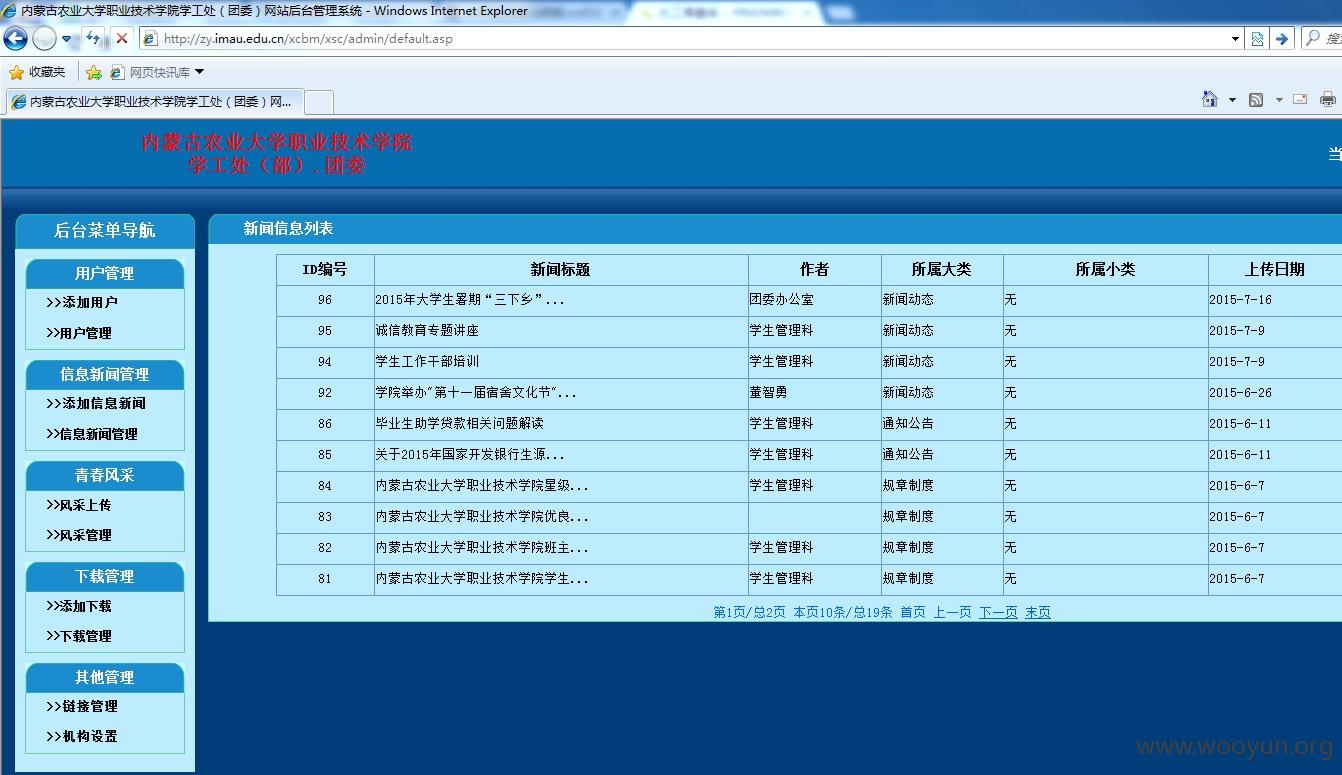 内蒙古农业大学职业技术学院学工处（团委）网站后台管理系统 - Windows Internet Explorer
http://zy.imau.edu.cn/xcbm/xsc/admin/default.asp
收藏夹 网页快讯库
内蒙古农业大学职业技术学院学工处（团委）网...
内蒙古农业大学职业技术学院
学工处（部）.团委
当
后台菜单导航
用户管理
>>添加用户
>>用户管理
信息新闻管理
>>添加信息新闻
>>信息新闻管理
青春风采
>>风采上传
>>风采管理
下载管理
>>添加下载
>>下载管理
其他管理
>>链接管理
>>机构设置
新闻信息列表
ID编号 新闻标题 作者 所属大类 所属小类 上传日期
96 2015年大学生暑期“三下乡”... 团委办公室 新闻动态 无 2015-7-16
95 诚信教育专题讲座 学生管理科 新闻动态 无 2015-7-9
94 学生工作干部培训 学生管理科 新闻动态 无 2015-7-9
92 学院举办"第十一届宿舍文化节"... 董智勇 新闻动态 无 2015-6-26
86 毕业生助学贷款相关问题解读 学生管理科 通知公告 无 2015-6-11
85 关于2015年国家开发银行生源... 学生管理科 通知公告 无 2015-6-11
84 内蒙古农业大学职业技术学院星级... 学生管理科 规章制度 无 2015-6-7
83 内蒙古农业大学职业技术学院优良... 规章制度 无 2015-6-7
82 内蒙古农业大学职业技术学院班主... 学生管理科 规章制度 无 2015-6-7
81 内蒙古农业大学职业技术学院学生... 学生管理科 规章制度 无 2015-6-7
第1页/总2页 本页10条/总19条 首页 上一页 下一页 末页
www.wooyun.org